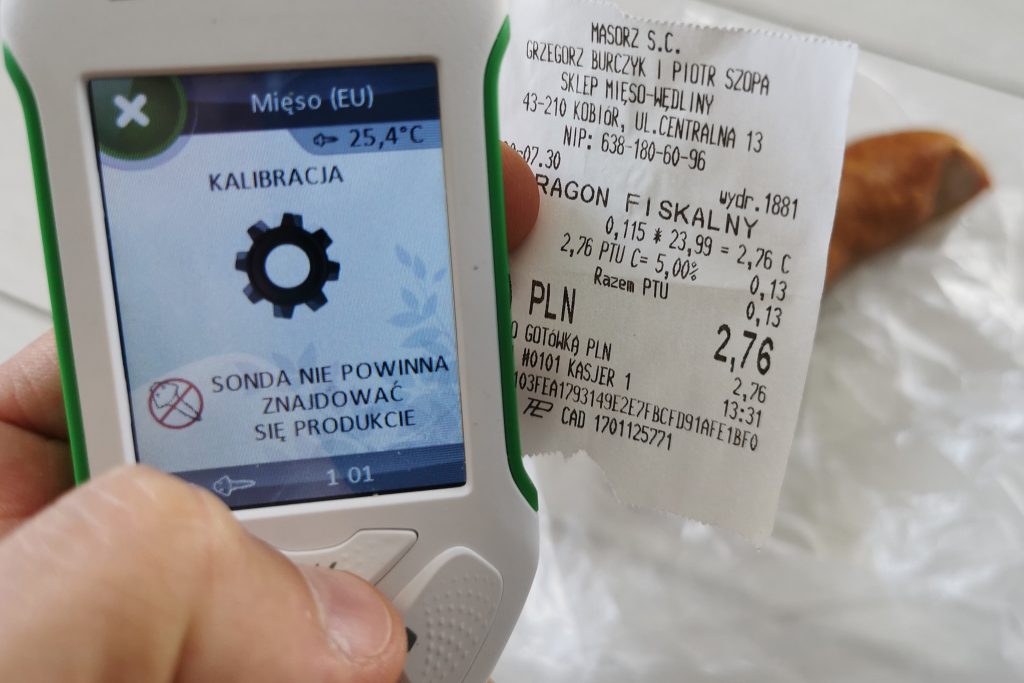 Mięso (EU)
25,4°C
KALIBRACJA
SONDA NIE POWINNA
ZNAJDOWAĆ
SIĘ PRODUKCIE
1 01
MASORZ S.C.
GRZEGORZ BURCZYK I PIOTR SZOPA
SKLEP MIĘSO-WĘDLINY
43-210 KOBIÓR, UL.CENTRALNA 13
NIP: 638-180-60-96
07.30 wydr.1881
RAGON FISKALNY
0,115 * 23,99 = 2,76 C
2,76 PTU C= 5,00% 0,13
Razem PTU 0,13
PLN 2,76
GOTÓWKA PLN 2,76
#0101 KASJER 1 13:31
103FEA1793149E2E7FBCFD91AFE1BF0
CAD 1701125771